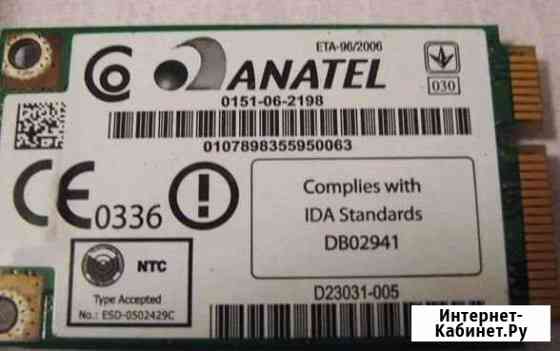 ETA-96/2006
ANATEL
030
0151-06-2198
0107898355950063
CE 0336
Complies with
IDA Standards
DB02941
NTC
Type Accepted
No.: ESD-0502429C
D23031-005
Интернет-
Кабинет.Ру